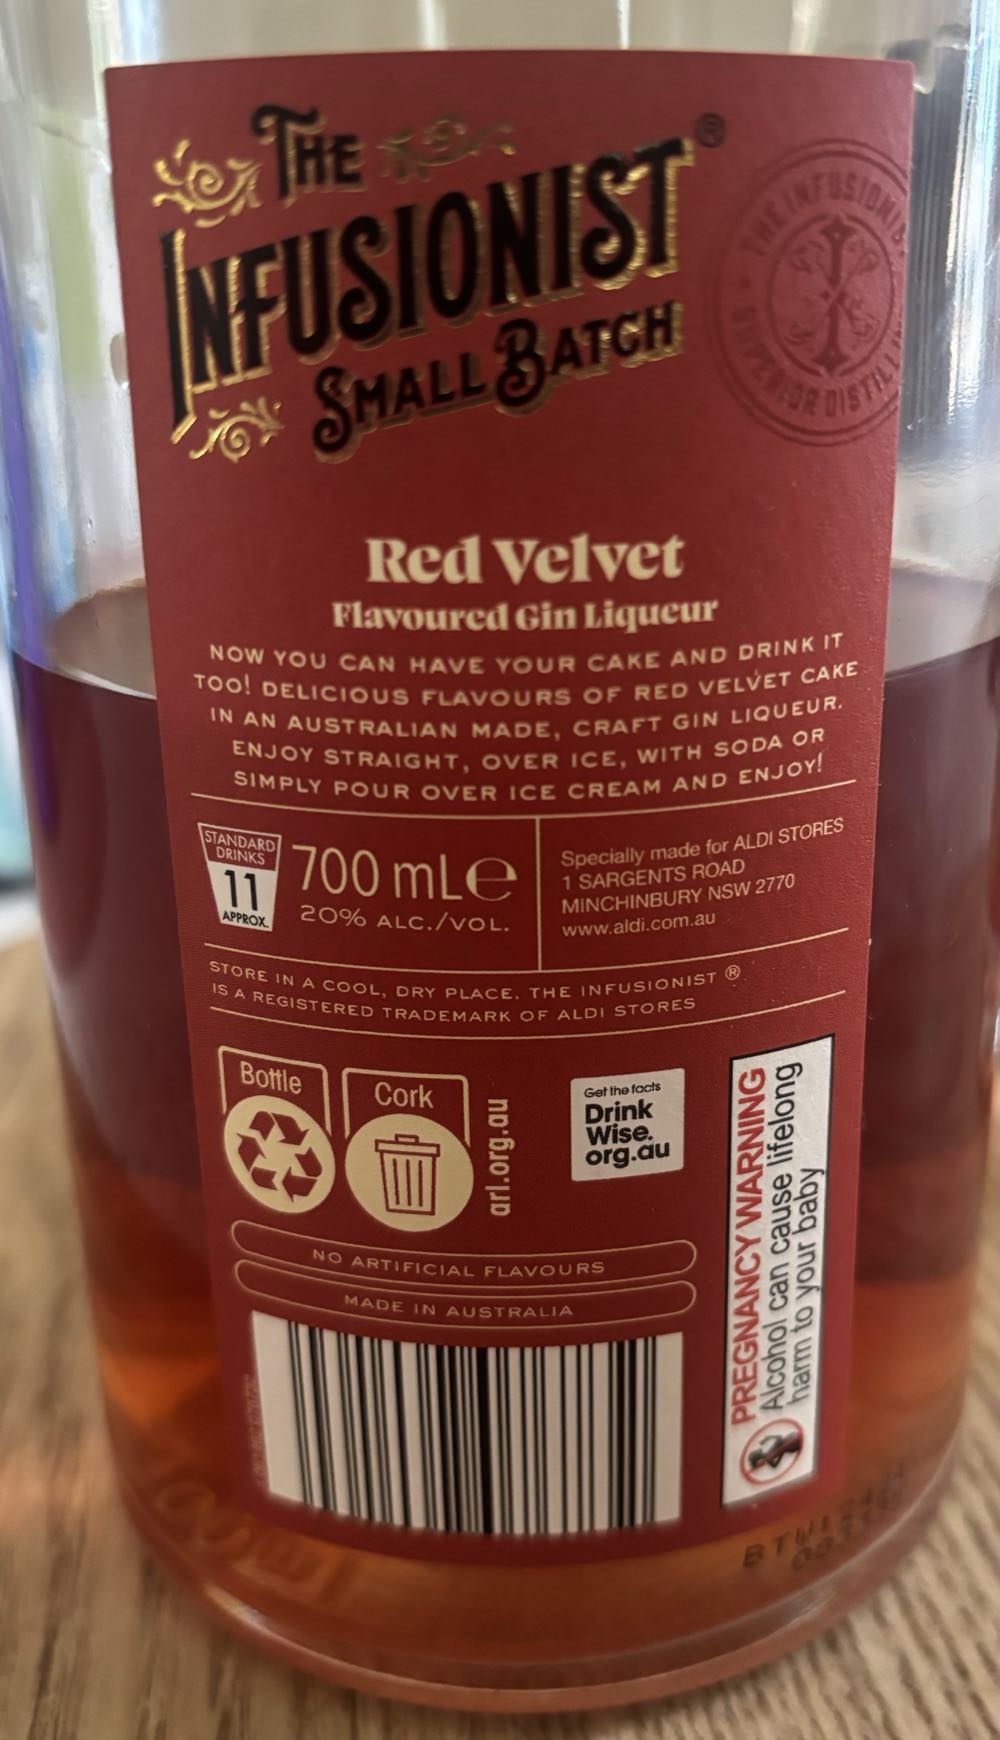 THE
INFUSIONIST®
SMALL BATCH
Red Velvet
Flavoured Gin Liqueur
NOW YOU CAN HAVE YOUR CAKE AND DRINK IT
TOO! DELICIOUS FLAVOURS OF RED VELVET CAKE
IN AN AUSTRALIAN MADE, CRAFT GIN LIQUEUR.
ENJOY STRAIGHT, OVER ICE, WITH SODA OR
SIMPLY POUR OVER ICE CREAM AND ENJOY!
STANDARD
DRINKS
11
APPROX.
700 mL℮
20% ALC./VOL.
Specially made for ALDI STORES
1 SARGENTS ROAD
MINCHINBURY NSW 2770
www.aldi.com.au
STORE IN A COOL, DRY PLACE. THE INFUSIONIST ®
IS A REGISTERED TRADEMARK OF ALDI STORES
Bottle
Cork
arl.org.au
Get the facts
Drink
Wise.
org.au
PREGNANCY WARNING
Alcohol can cause lifelong
harm to your baby
NO ARTIFICIAL FLAVOURS
MADE IN AUSTRALIA